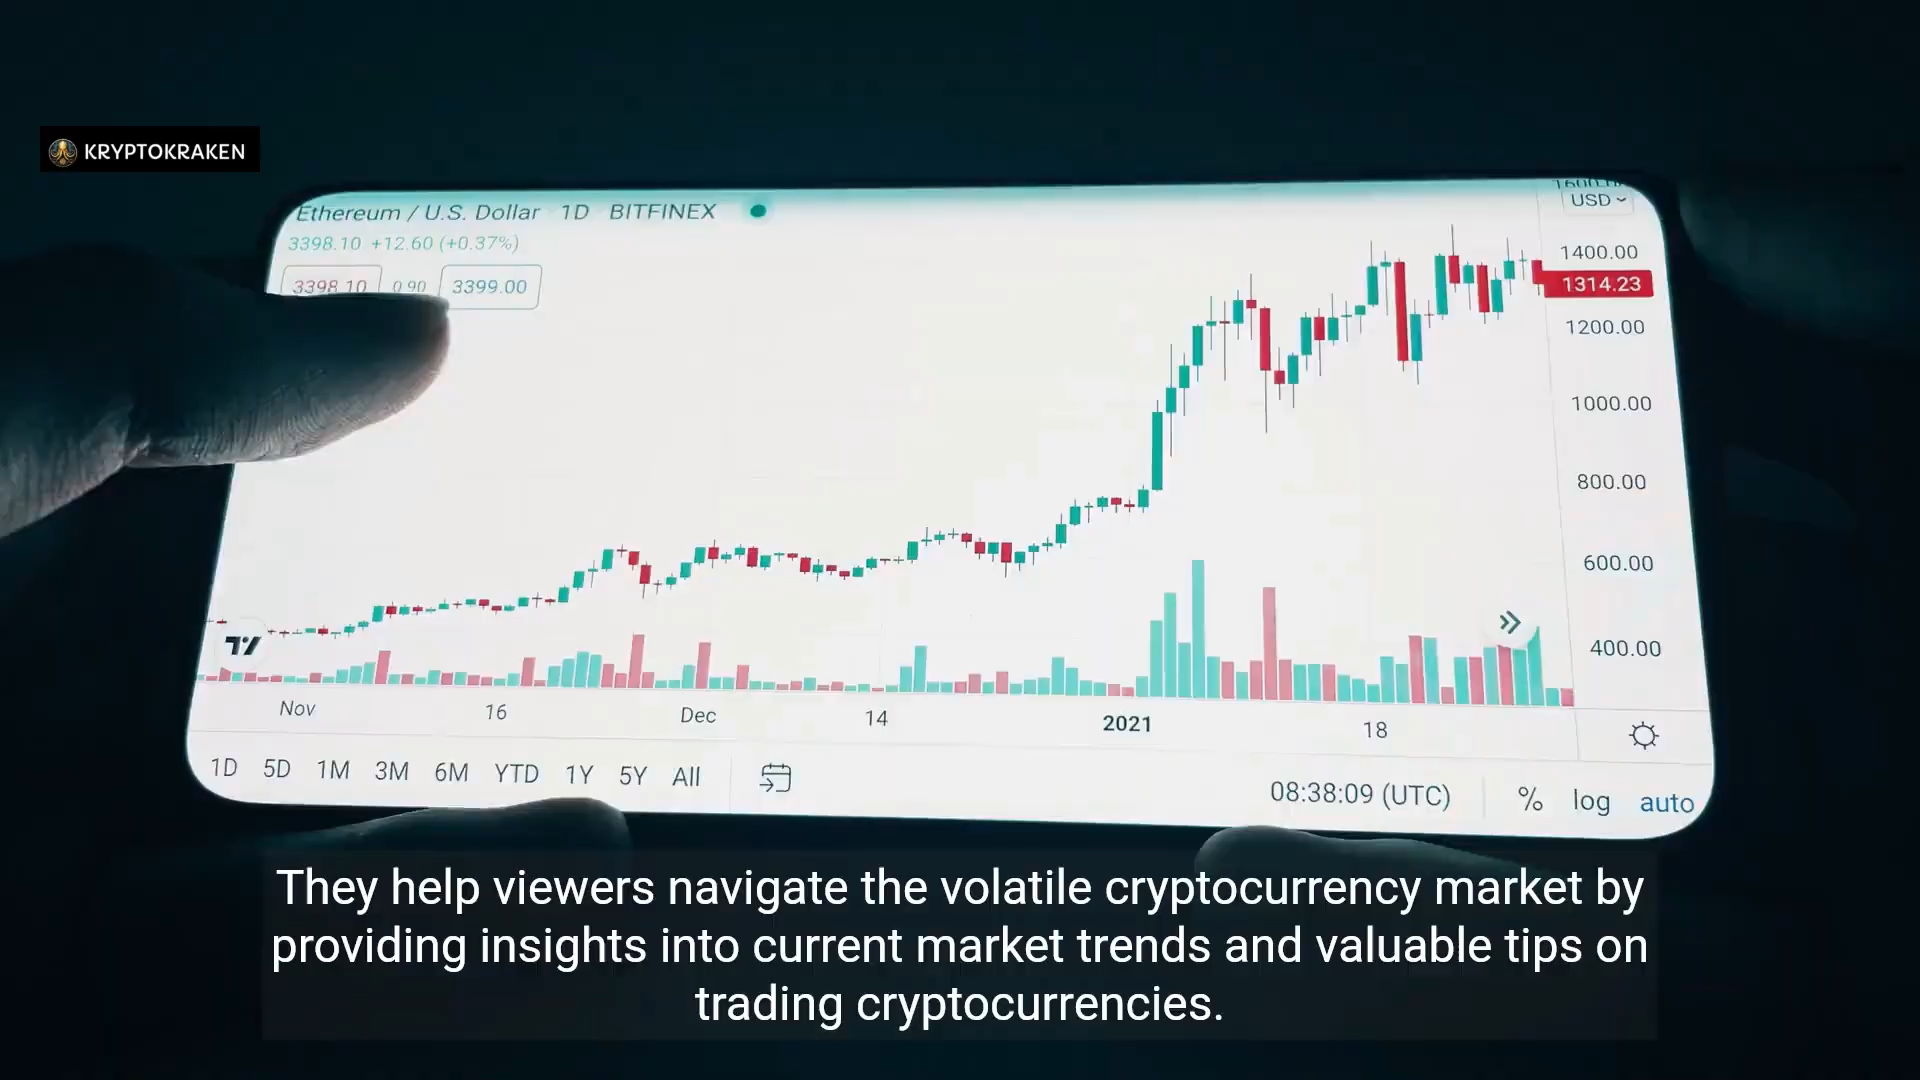 KRYPTOKRAKEN
Ethereum / U.S. Dollar 1D BITFINEX
USD
3398.10 +12.60 (+0.37%)
3398.10 0.90 3399.00
1400.00
1314.23
1200.00
1000.00
800.00
600.00
400.00
Nov 16 Dec 14 2021 18
1D 5D 1M 3M 6M YTD 1Y 5Y All
08:38:09 (UTC) % log auto
They help viewers navigate the volatile cryptocurrency market by
providing insights into current market trends and valuable tips on
trading cryptocurrencies.